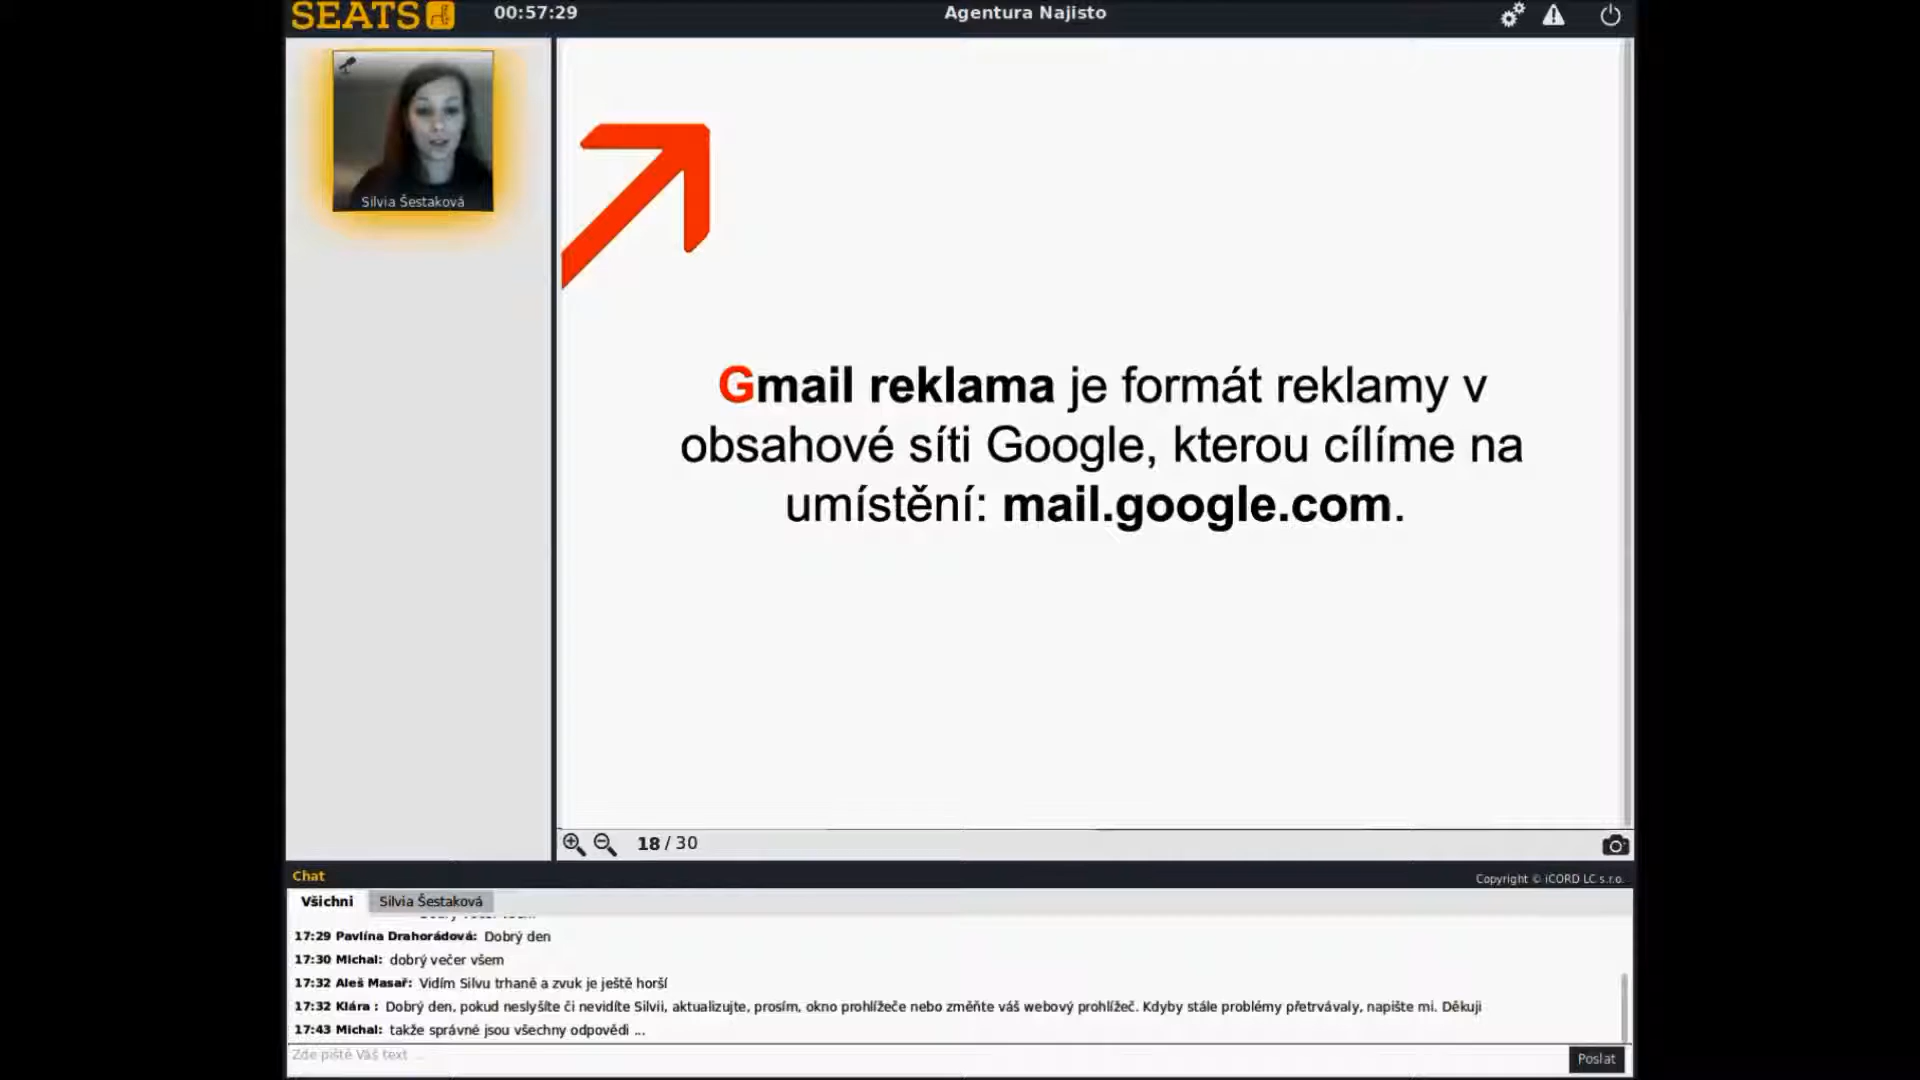 SEATS
00:57:29
Agentura Najisto
Silvia Šestaková
Gmail reklama je formát reklamy v
obsahové síti Google, kterou cílíme na
umístění: mail.google.com.
18 / 30
Chat
Copyright © iCORD LC s.r.o.
Všichni
Silvia Šestaková
17:29 Pavlína Drahorádová: Dobrý den
17:30 Michal: dobrý večer všem
17:32 Aleš Masař: Vidím Silvu trhaně a zvuk je ještě horší
17:32 Klára : Dobrý den, pokud neslyšíte či nevidíte Silvii, aktualizujte, prosím, okno prohlížeče nebo změňte váš webový prohlížeč. Kdyby stále problémy přetrvávaly, napište mi. Děkuji
17:43 Michal: takže správné jsou všechny odpovědi ...
Zde piště Váš text ...
Poslat